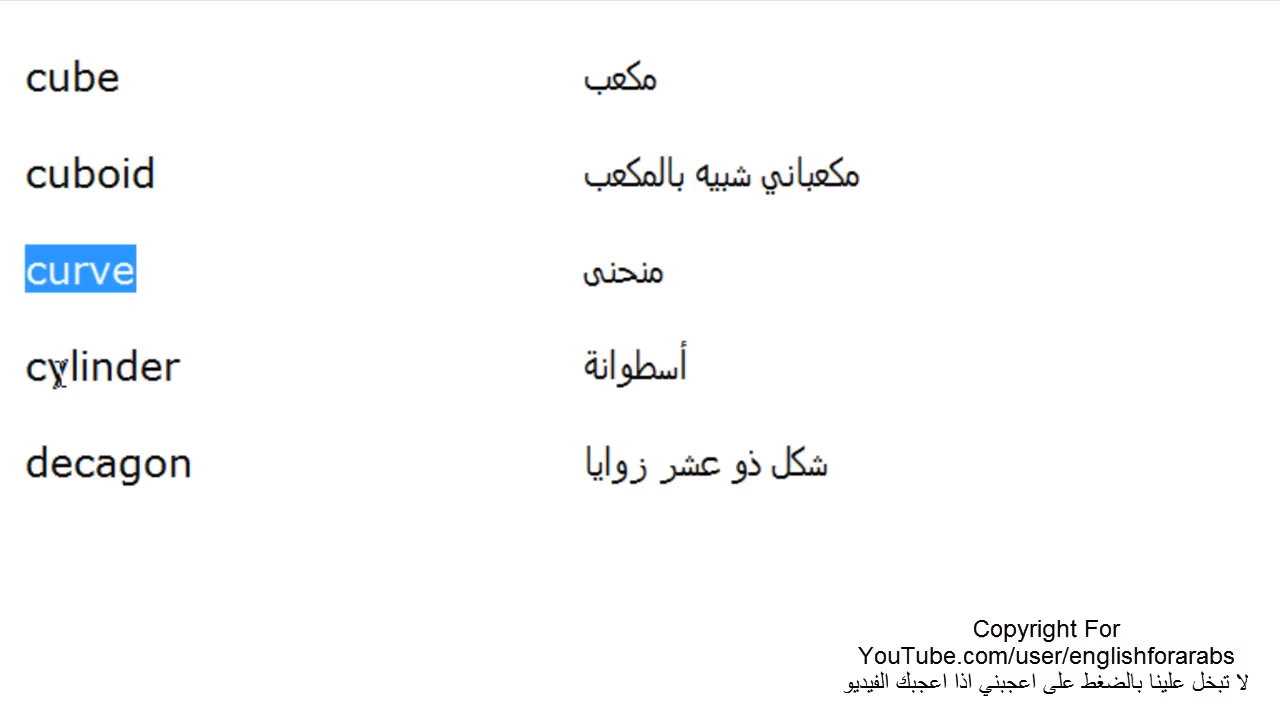 cube مكعب
cuboid مكعباني شبيه بالمكعب
curve منحنى
cylinder أسطوانة
decagon شكل ذو عشر زوايا
Copyright For
YouTube.com/user/englishforarabs
لا تبخل علينا بالضغط على اعجبني اذا اعجبك الفيديو